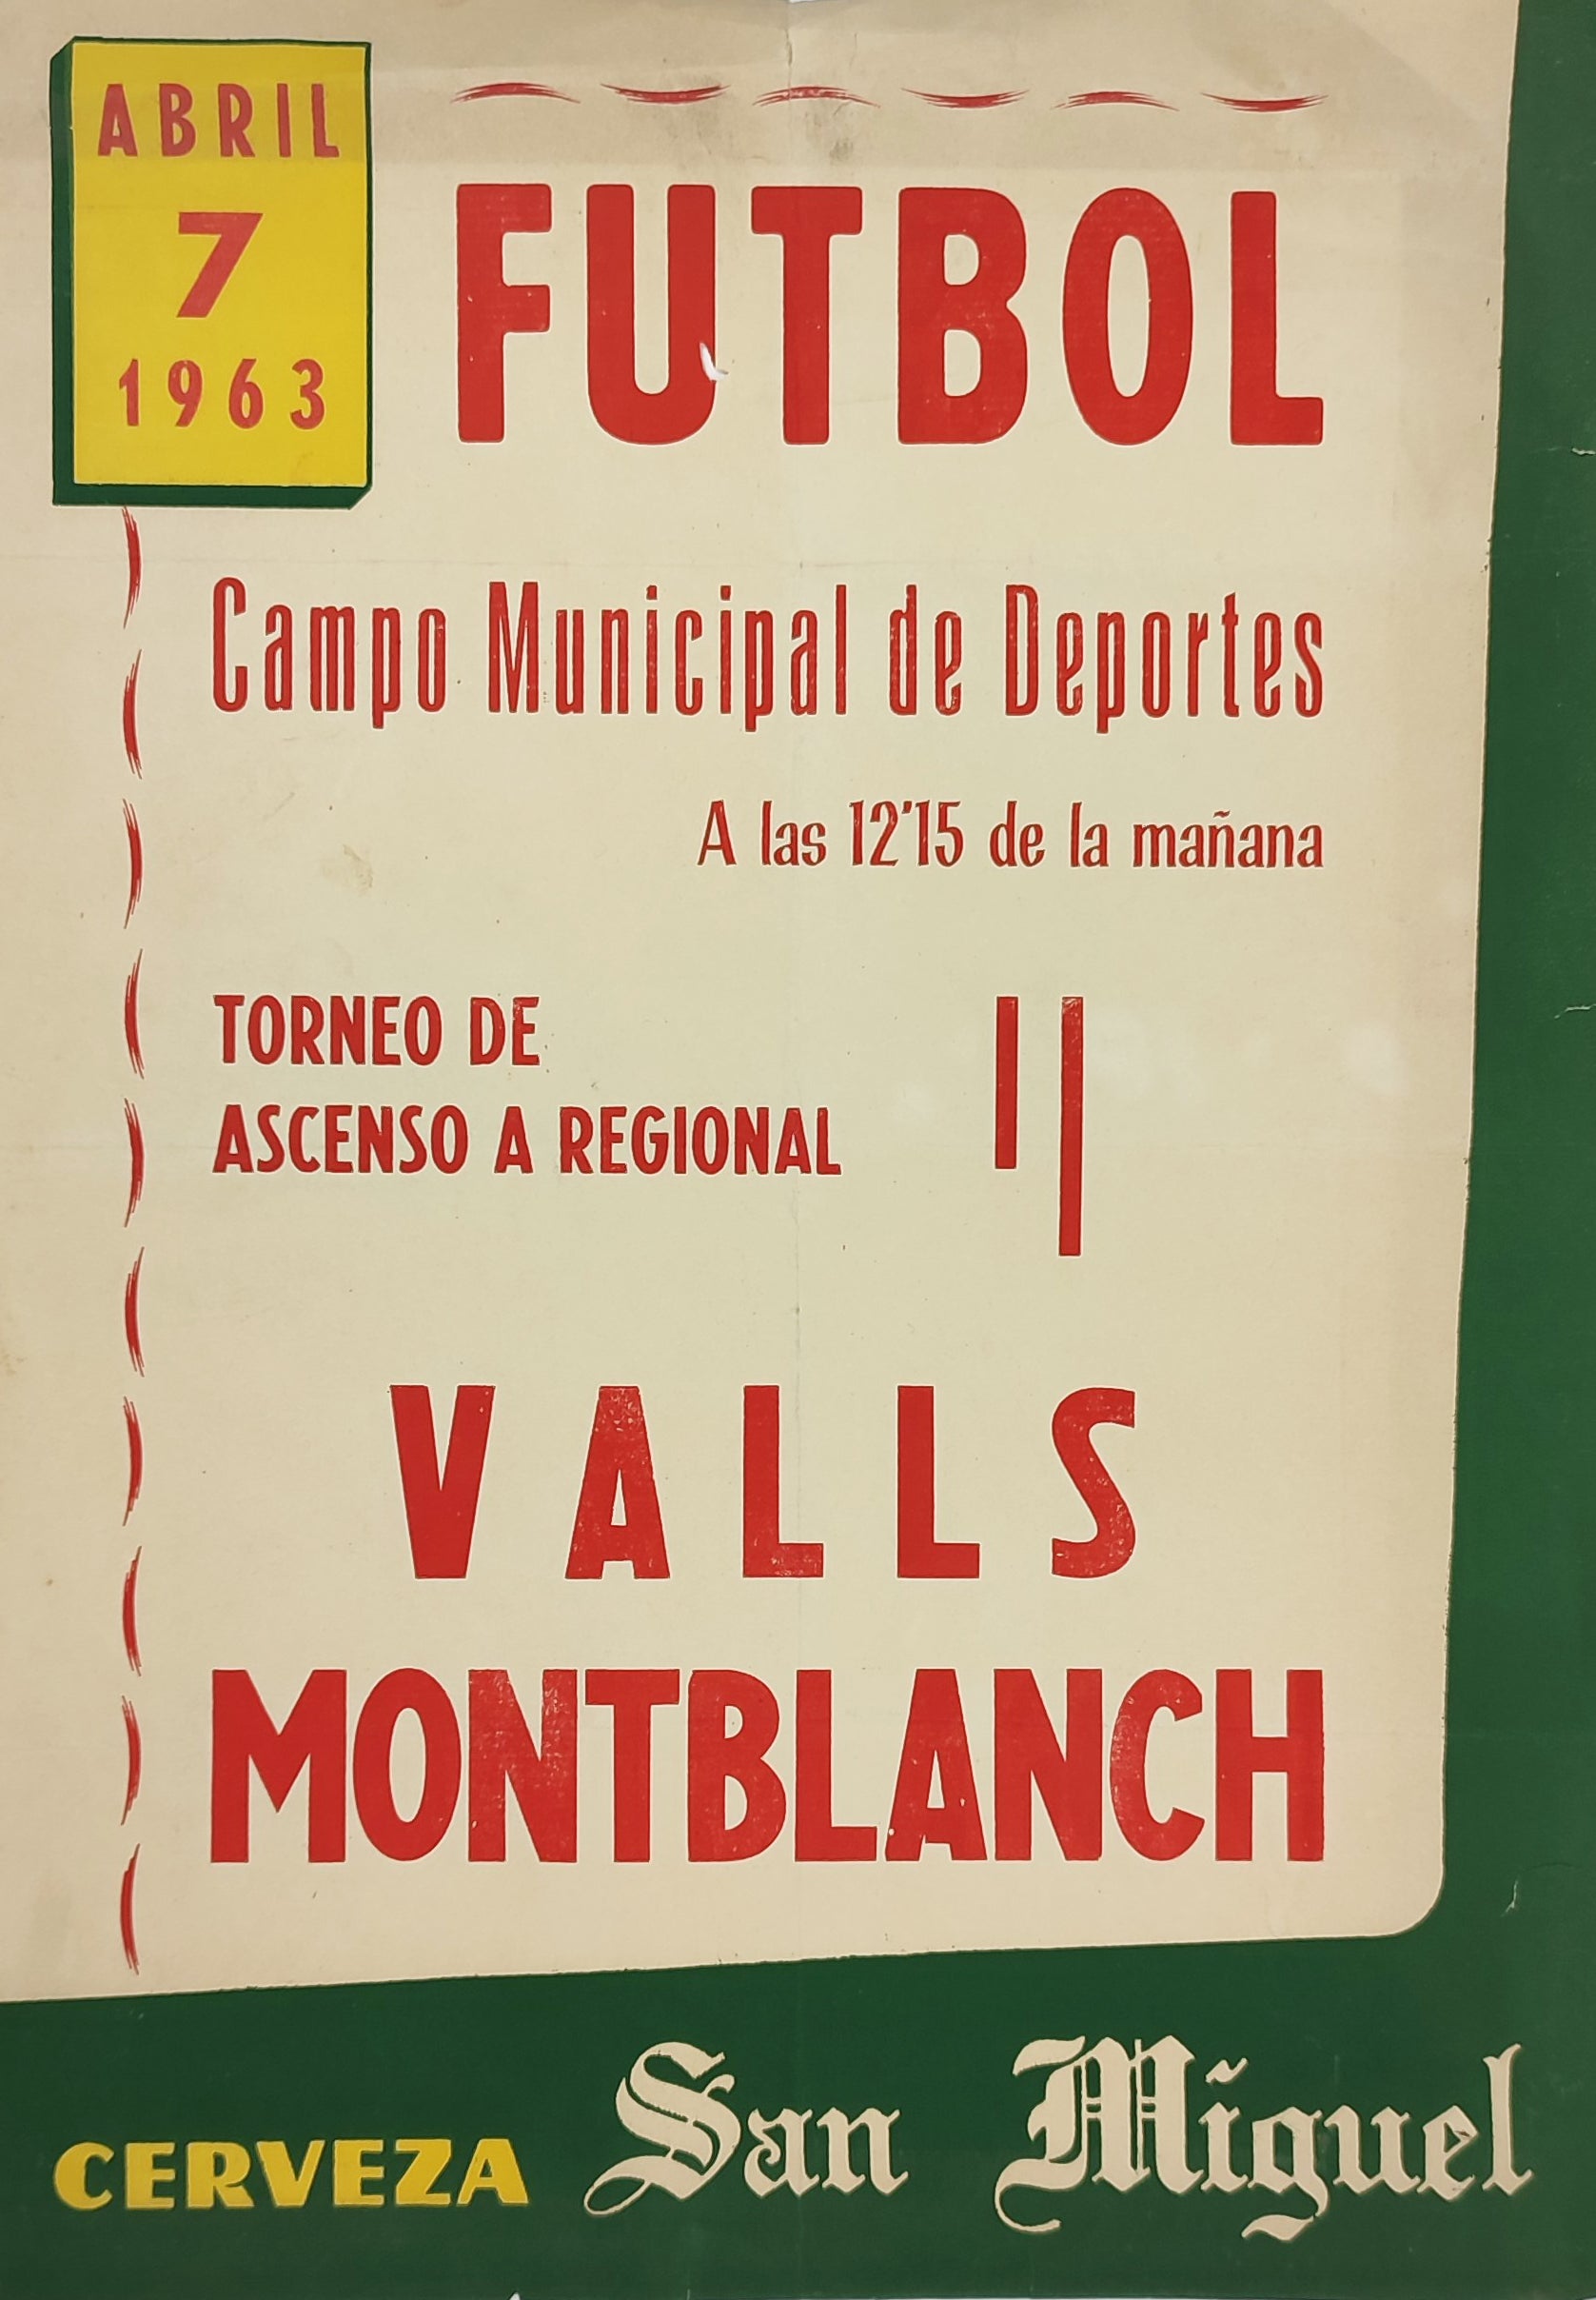 ABRIL
7
1963
FUTBOL
Campo Municipal de Deportes
A las 12'15 de la mañana
TORNEO DE
ASCENSO A REGIONAL
VALLS
MONTBLANCH
CERVEZA San Miguel